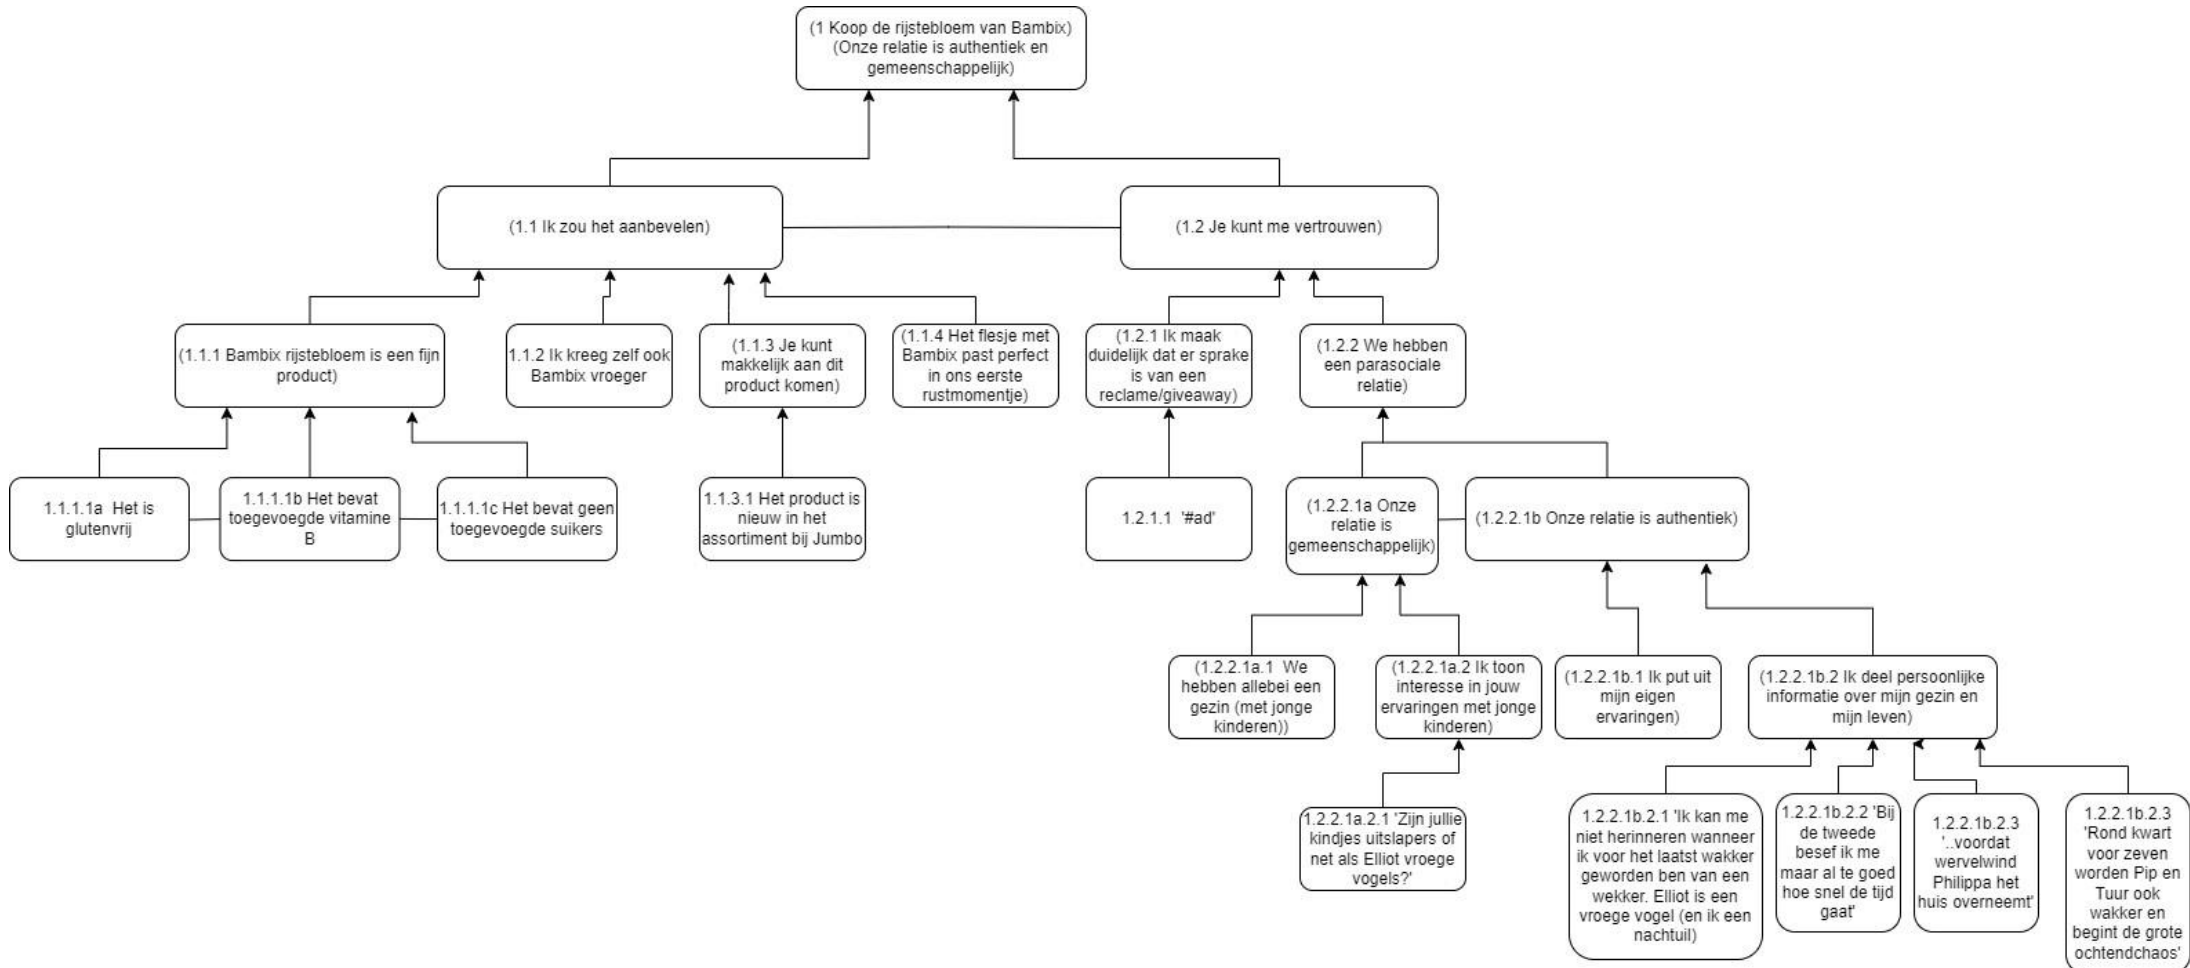 (1 Koop de rijstebloem van Bambix)
(Onze relatie is authentiek en
gemeenschappelijk)
(1.1 Ik zou het aanbevelen)
(1.2 Je kunt me vertrouwen)
(1.1.1 Bambix rijstebloem is een fijn
product)
1.1.2 Ik kreeg zelf ook
Bambix vroeger
(1.1.3 Je kunt
makkelijk aan dit
product komen)
(1.1.4 Het flesje met
Bambix past perfect
in ons eerste
rustmomentje)
(1.2.1 Ik maak
duidelijk dat er sprake
is van een
reclame/giveaway)
(1.2.2 We hebben
een parasociale
relatie)
1.1.1.1a Het is
glutenvrij
1.1.1.1b Het bevat
toegevoegde vitamine
B
1.1.1.1c Het bevat geen
toegevoegde suikers
1.1.3.1 Het product is
nieuw in het
assortiment bij Jumbo
1.2.1.1 '#ad'
(1.2.2.1a Onze
relatie is
gemeenschappelijk)
(1.2.2.1b Onze relatie is authentiek)
(1.2.2.1a.1 We
hebben allebei een
gezin (met jonge
kinderen))
(1.2.2.1a.2 Ik toon
interesse in jouw
ervaringen met jonge
kinderen)
(1.2.2.1b.1 Ik put uit
mijn eigen
ervaringen)
(1.2.2.1b.2 Ik deel persoonlijke
informatie over mijn gezin en
mijn leven)
1.2.2.1a.2.1 'Zijn jullie
kindjes uitslapers of
net als Elliot vroege
vogels?'
1.2.2.1b.2.1 'Ik kan me
niet herinneren wanneer
ik voor het laatst wakker
geworden ben van een
wekker. Elliot is een
vroege vogel (en ik een
nachtuil)
1.2.2.1b.2.2 'Bij
de tweede
besef ik me
maar al te goed
hoe snel de tijd
gaat'
1.2.2.1b.2.3
'..voordat
wervelwind
Philippa het
huis overneemt'
1.2.2.1b.2.3
'Rond kwart
voor zeven
worden Pip en
Tuur ook
wakker en
begint de grote
ochtendchaos'